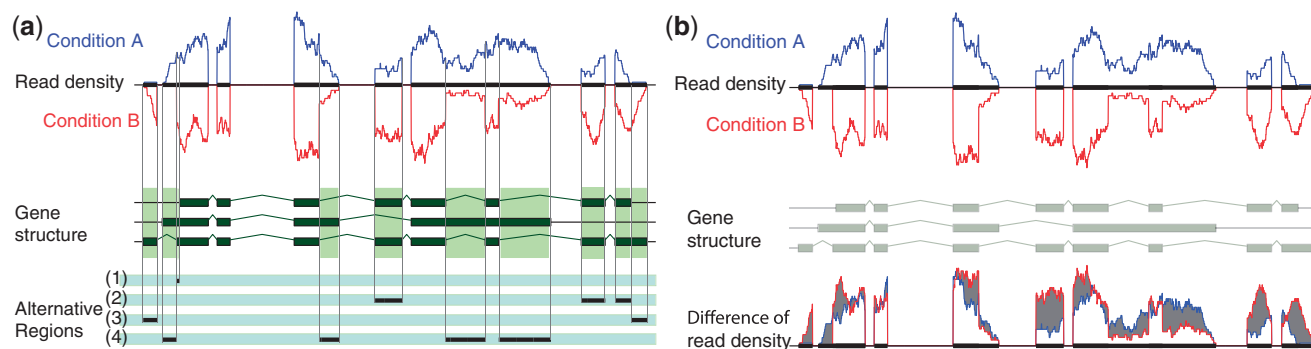 (a)
Condition A
Read density
Condition B
Gene
structure
(1)
(2)
Alternative
Regions
(3)
(4)
(b)
Condition A
Read density
Condition B
Gene
structure
Difference of
read density